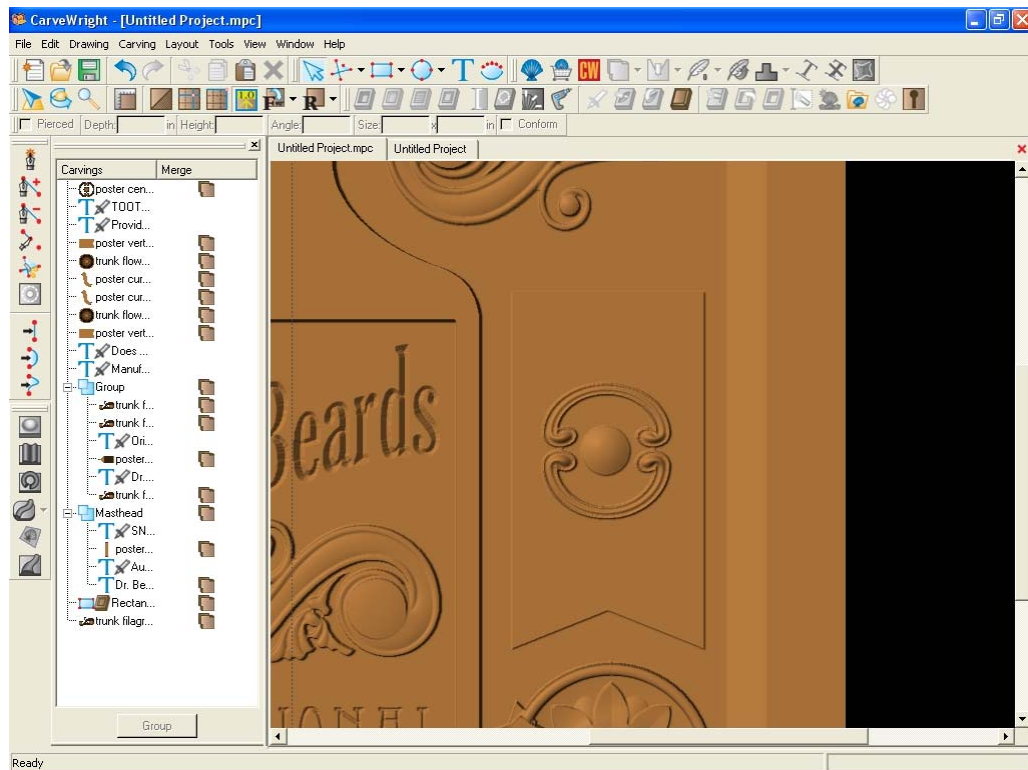 CarveWright - [Untitled Project.mpc]
File Edit Drawing Carving Layout Tools View Window Help
Pierced Depth: in Height: Angle: Size: x in Conform
Untitled Project.mpc Untitled Project
Carvings Merge
poster cen...
TOOT...
Provid...
poster vert...
trunk flow...
poster cur...
poster cur...
trunk flow...
poster vert...
Does ...
Manuf...
Group
trunk f...
trunk f...
Ori...
poster...
Dr....
trunk f...
Masthead
SN...
poster...
Au...
Dr. Be...
Rectan...
trunk filagr...
Group
Beards
IONAL
Ready